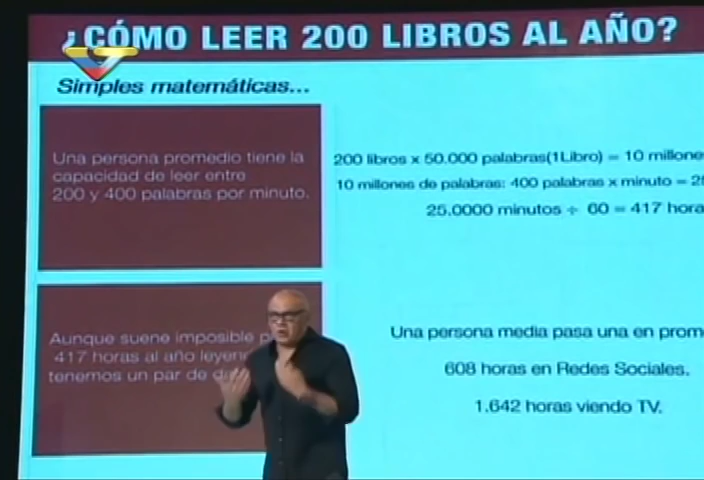 ¿CÓMO LEER 200 LIBROS AL AÑO?
Simples matemáticas...
Una persona promedio tiene la
capacidad de leer entre
200 y 400 palabras por minuto.
200 libros x 50.000 palabras(1Libro) = 10 millone
10 millones de palabras: 400 palabras x minuto = 25
25.0000 minutos ÷ 60 = 417 hora
Aunque suene imposible p
417 horas al año leyen
tenemos un par de d
Una persona media pasa una en prom
608 horas en Redes Sociales.
1.642 horas viendo TV.